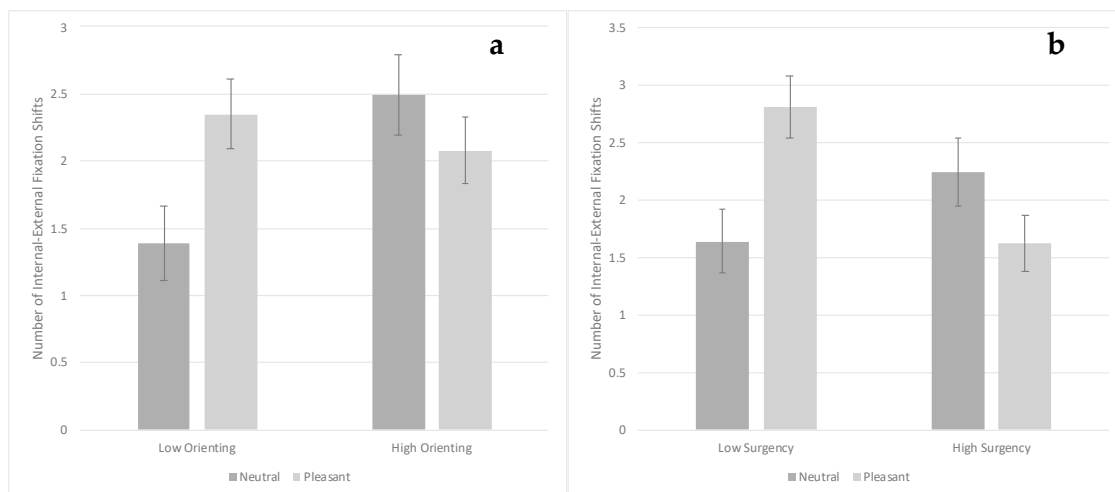 a
Number of Internal-External Fixation Shifts
3
2.5
2
1.5
1
0.5
0
Low Orienting
High Orienting
Neutral
Pleasant
b
Number of Internal-External Fixation Shifts
3.5
3
2.5
2
1.5
1
0.5
0
Low Surgency
High Surgency
Neutral
Pleasant